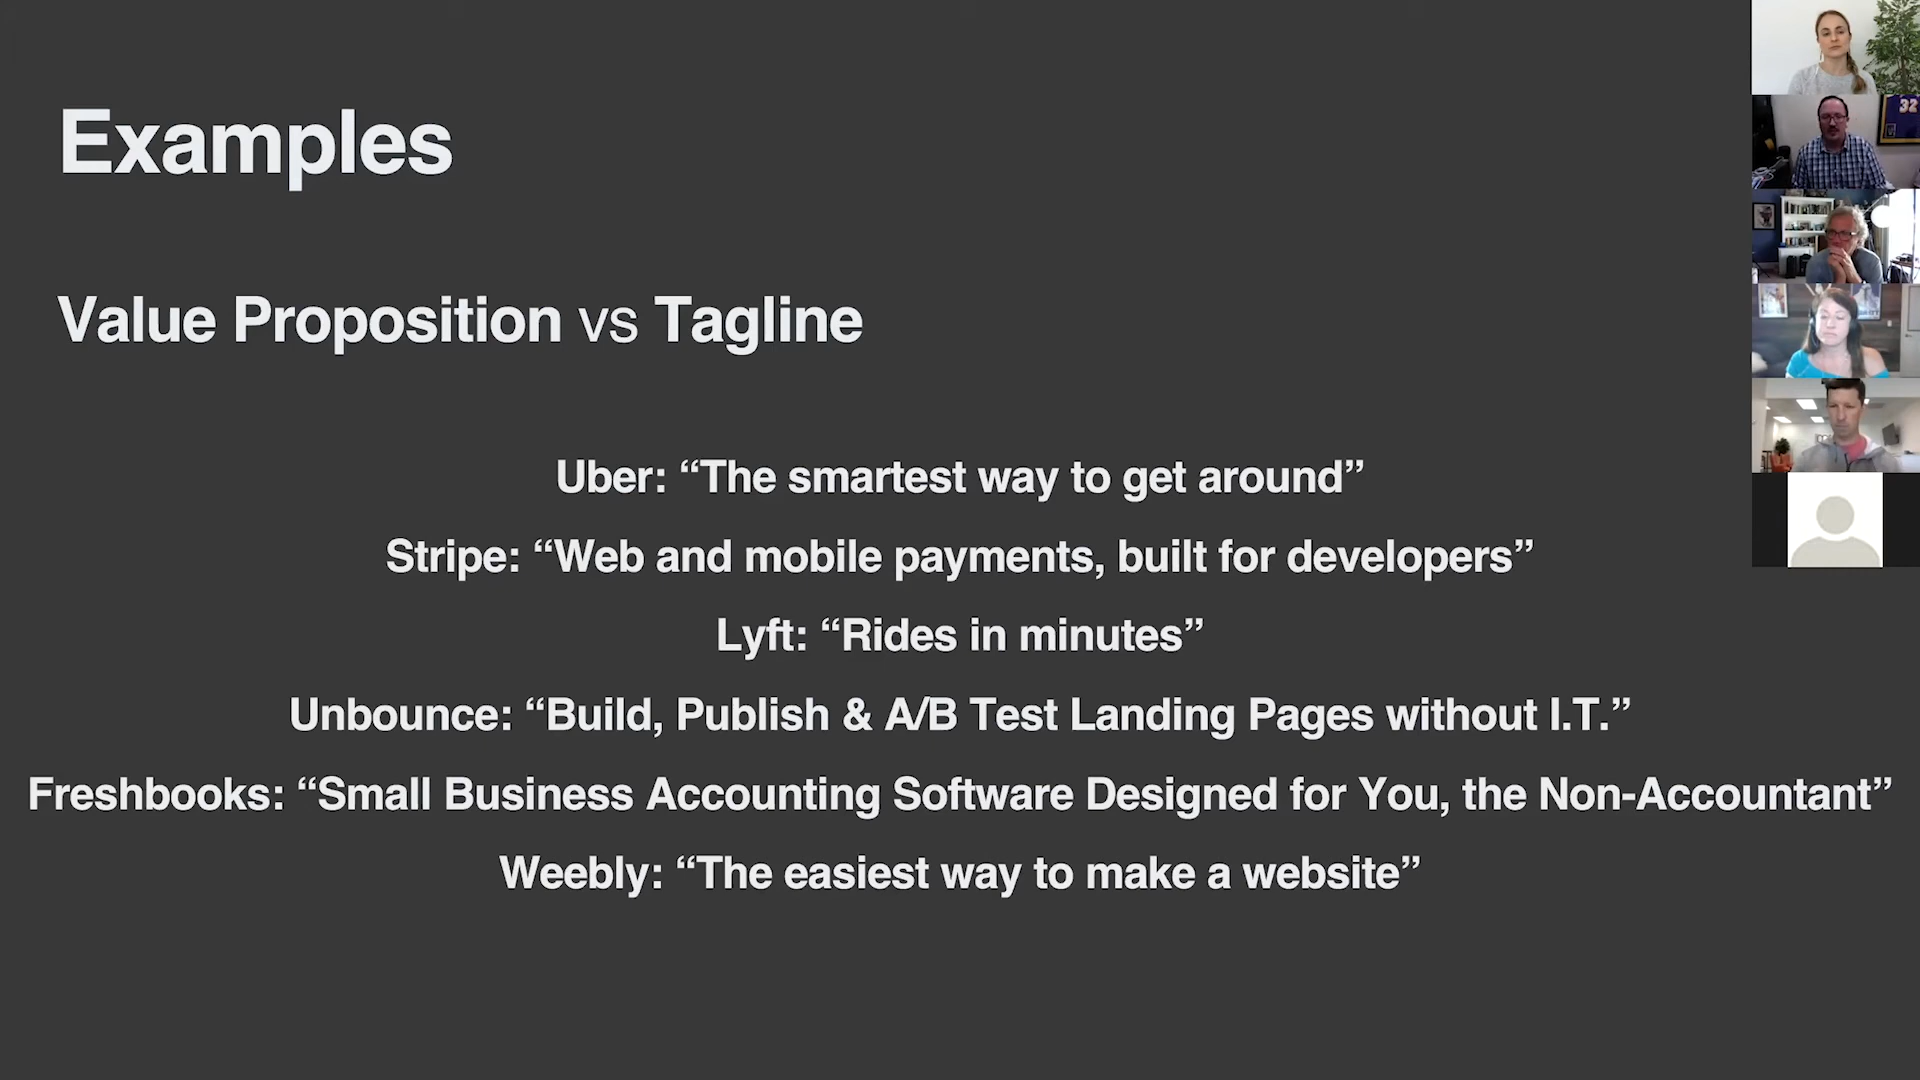 Examples
Value Proposition vs Tagline
Uber: “The smartest way to get around”
Stripe: “Web and mobile payments, built for developers”
Lyft: “Rides in minutes”
Unbounce: “Build, Publish & A/B Test Landing Pages without I.T.”
Freshbooks: “Small Business Accounting Software Designed for You, the Non-Accountant”
Weebly: “The easiest way to make a website”
32